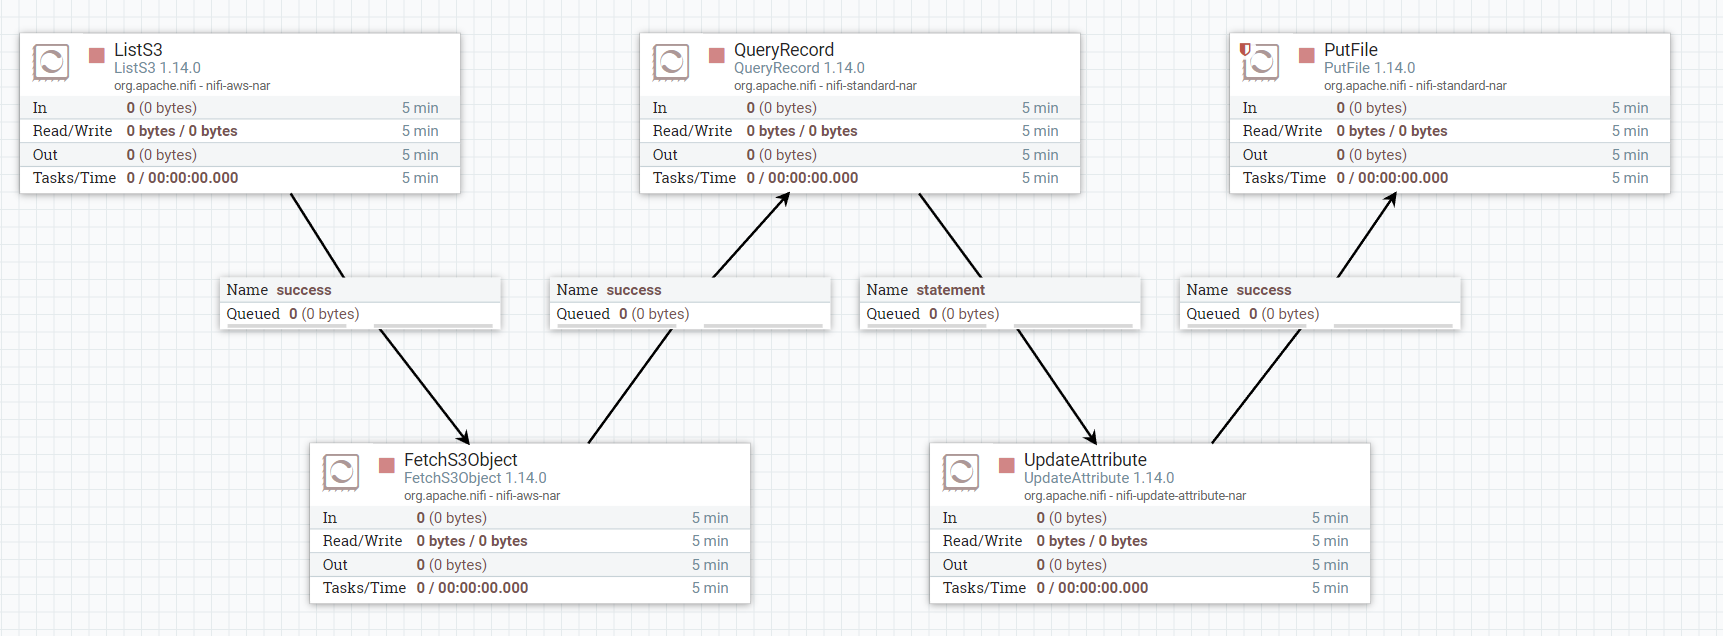 ListS3
ListS3 1.14.0
org.apache.nifi - nifi-aws-nar
In 0 (0 bytes) 5 min
Read/Write 0 bytes / 0 bytes 5 min
Out 0 (0 bytes) 5 min
Tasks/Time 0 / 00:00:00.000 5 min
QueryRecord
QueryRecord 1.14.0
org.apache.nifi - nifi-standard-nar
In 0 (0 bytes) 5 min
Read/Write 0 bytes / 0 bytes 5 min
Out 0 (0 bytes) 5 min
Tasks/Time 0 / 00:00:00.000 5 min
PutFile
PutFile 1.14.0
org.apache.nifi - nifi-standard-nar
In 0 (0 bytes) 5 min
Read/Write 0 bytes / 0 bytes 5 min
Out 0 (0 bytes) 5 min
Tasks/Time 0 / 00:00:00.000 5 min
Name success
Queued 0 (0 bytes)
Name success
Queued 0 (0 bytes)
Name statement
Queued 0 (0 bytes)
Name success
Queued 0 (0 bytes)
FetchS3Object
FetchS3Object 1.14.0
org.apache.nifi - nifi-aws-nar
In 0 (0 bytes) 5 min
Read/Write 0 bytes / 0 bytes 5 min
Out 0 (0 bytes) 5 min
Tasks/Time 0 / 00:00:00.000 5 min
UpdateAttribute
UpdateAttribute 1.14.0
org.apache.nifi - nifi-update-attribute-nar
In 0 (0 bytes) 5 min
Read/Write 0 bytes / 0 bytes 5 min
Out 0 (0 bytes) 5 min
Tasks/Time 0 / 00:00:00.000 5 min